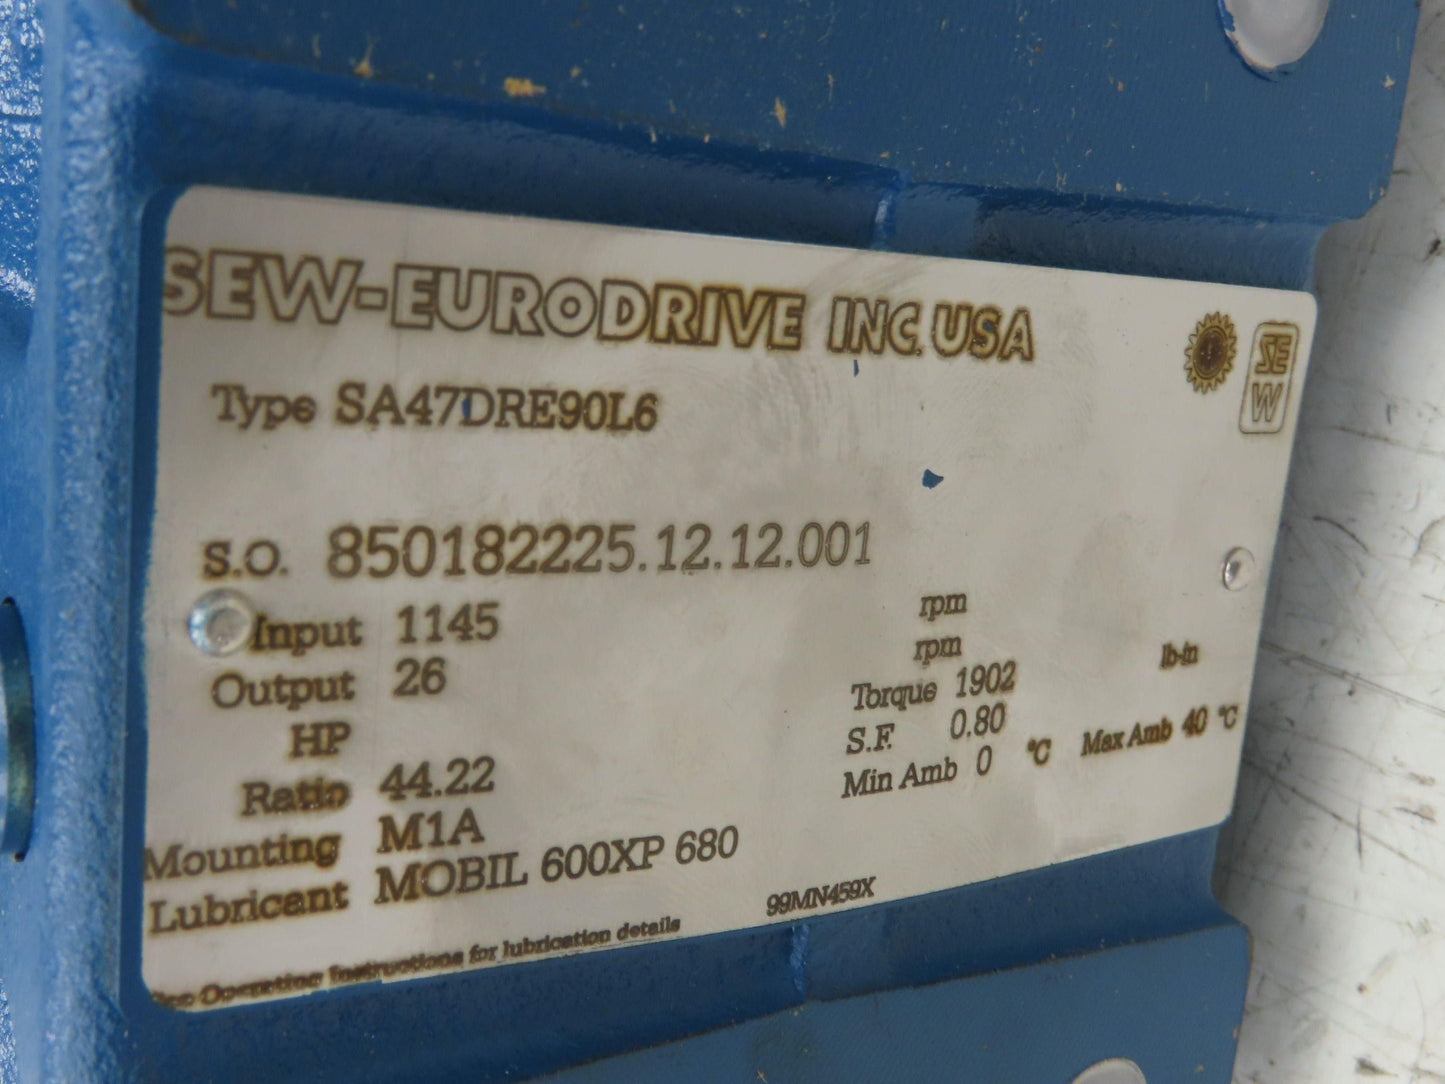 SEW-EURODRIVE INC. USA
SEW
Type SA47DRE90L6
S.O. 850182225.12.12.001
Input 1145 rpm
Output 26 rpm
HP Torque 1902 lb-in
Ratio 44.22 S.F. 0.80
Mounting M1A Min Amb 0 °C Max Amb 40 °C
Lubricant MOBIL 600XP 680
See Operating Instructions for lubrication details 99MN459X